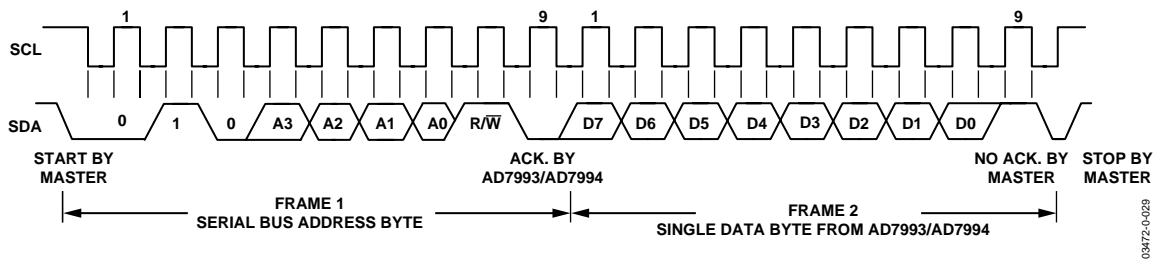 1 9 1 9
SCL
SDA 0 1 0 A3 A2 A1 A0 R/W̅ D7 D6 D5 D4 D3 D2 D1 D0
START BY
MASTER
ACK. BY
AD7993/AD7994
NO ACK. BY
MASTER
STOP BY
MASTER
FRAME 1
SERIAL BUS ADDRESS BYTE
FRAME 2
SINGLE DATA BYTE FROM AD7993/AD7994
03472-0-029